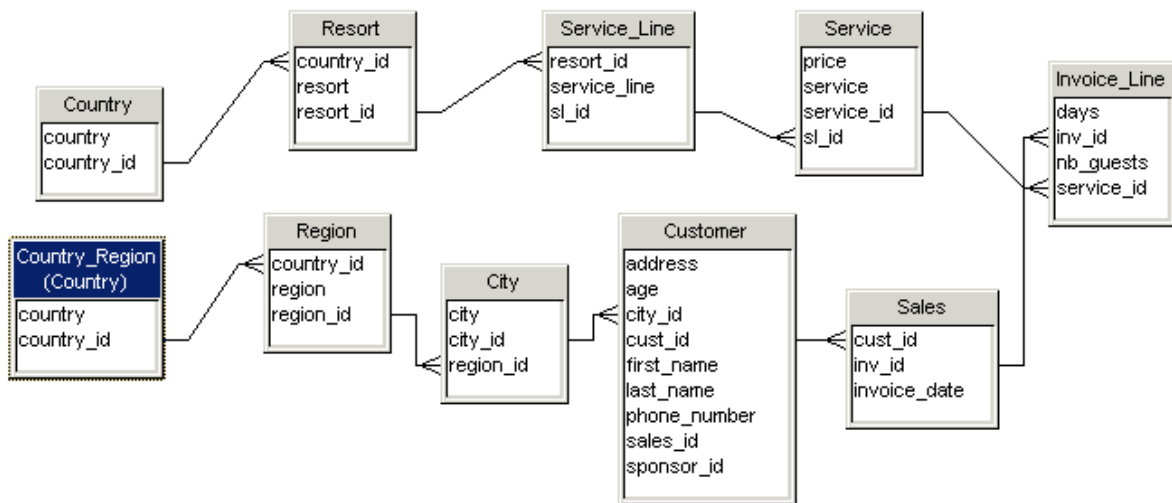 Country
country
country_id
Resort
country_id
resort
resort_id
Service_Line
resort_id
service_line
sl_id
Service
price
service
service_id
sl_id
Invoice_Line
days
inv_id
nb_guests
service_id
Country_Region
(Country)
country
country_id
Region
country_id
region
region_id
City
city
city_id
region_id
Customer
address
age
city_id
cust_id
first_name
last_name
phone_number
sales_id
sponsor_id
Sales
cust_id
inv_id
invoice_date